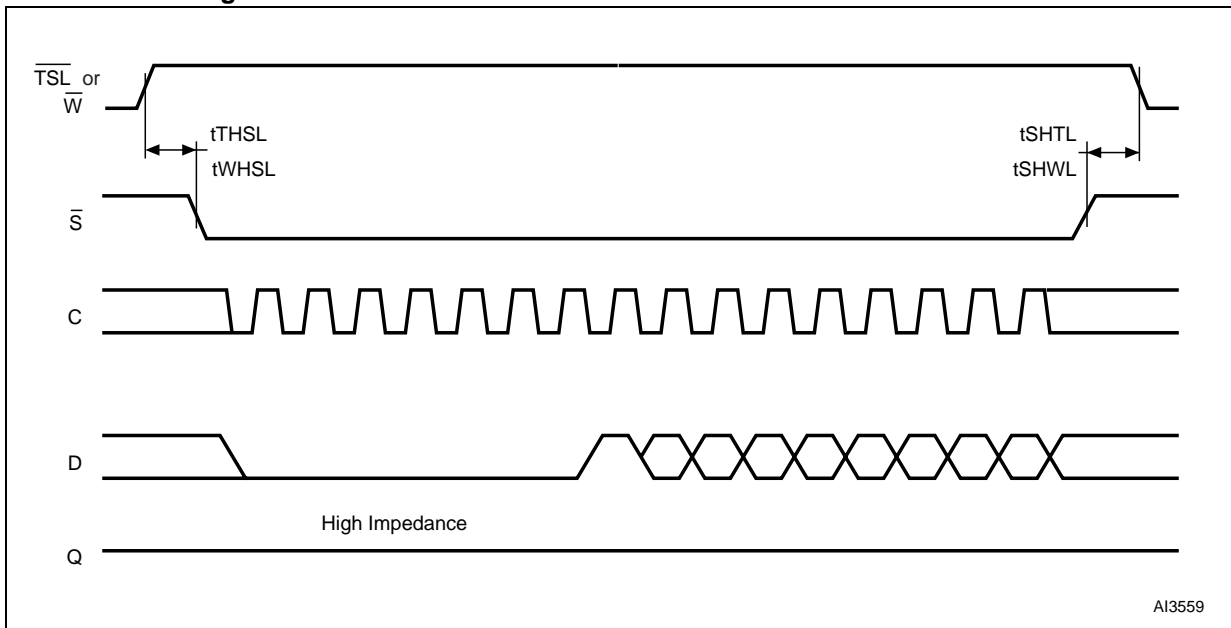 TSL or
W
tTHSL
tWHSL
tSHTL
tSHWL
S
C
D
High Impedance
Q
AI3559